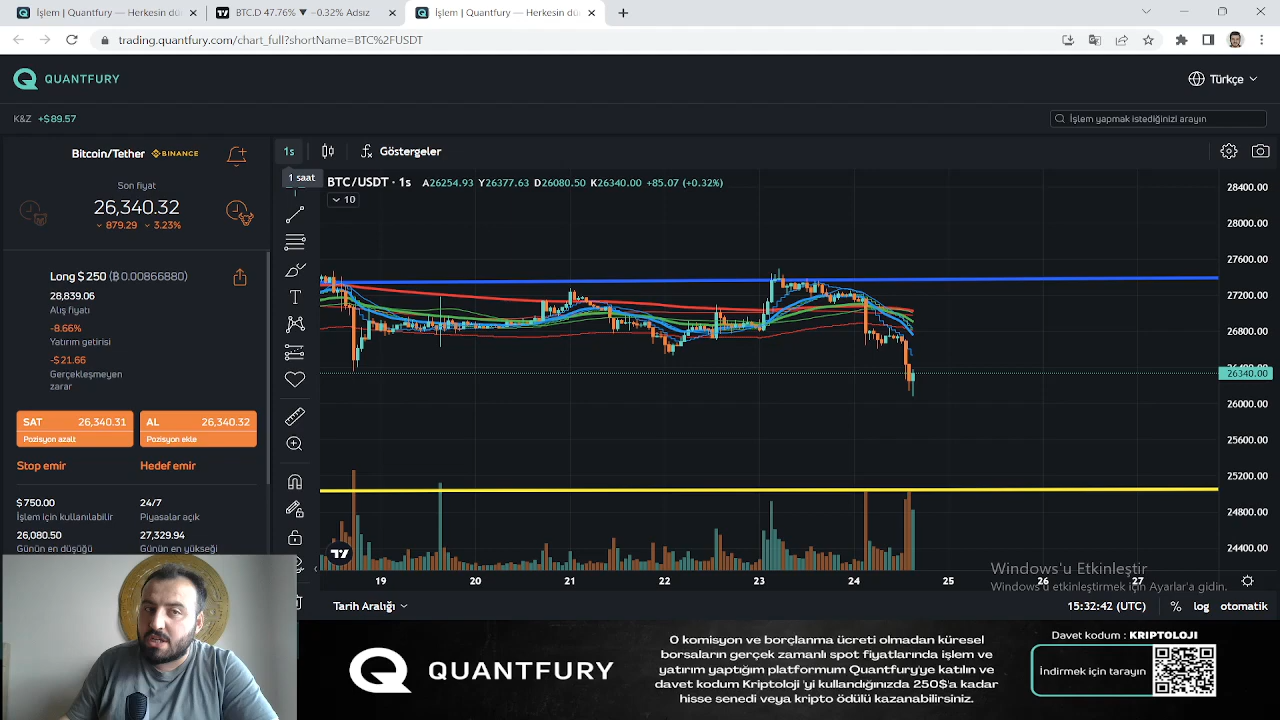 İşlem | Quantfury — Herkesin dü
BTC.D 47.76% ▼ −0.32% Adsız
İşlem | Quantfury — Herkesin dü
trading.quantfury.com/chart_full?shortName=BTC%2FUSDT
QUANTFURY
Türkçe
K&Z +$89.57
İşlem yapmak istediğinizi arayın
Bitcoin/Tether BINANCE
Son fiyat
26,340.32
879.29 3.23%
1s
Göstergeler
1 saat
BTC/USDT · 1s A26254.93 Y26377.63 D26080.50 K26340.00 +85.07 (+0.32%)
10
Long $ 250 (₿ 0.00866880)
28,839.06
Alış fiyatı
-8.66%
Yatırım getirisi
-$21.66
Gerçekleşmeyen
zarar
SAT 26,340.31
Pozisyon azalt
AL 26,340.32
Pozisyon ekle
Stop emir
Hedef emir
$ 750.00
İşlem için kullanılabilir
24/7
Piyasalar açık
26,080.50
Günün en düşüğü
27,329.94
Günün en yükseği
28400.00
28000.00
27600.00
27200.00
26800.00
26340.00
26000.00
25600.00
25200.00
24800.00
24400.00
19 20 21 22 23 24 25 26 27
Windows'u Etkinleştir
Windows'u etkinleştirmek için Ayarlar'a gidin.
Tarih Aralığı
15:32:42 (UTC) % log otomatik
QUANTFURY
0 komisyon ve borçlanma ücreti olmadan küresel
borsaların gerçek zamanlı spot fiyatlarında işlem ve
yatırım yaptığım platformum Quantfury'ye katılın ve
davet kodum Kriptoloji 'yi kullandığınızda 250$'a kadar
hisse senedi veya kripto ödülü kazanabilirsiniz.
Davet kodum : KRIPTOLOJI
İndirmek için tarayın